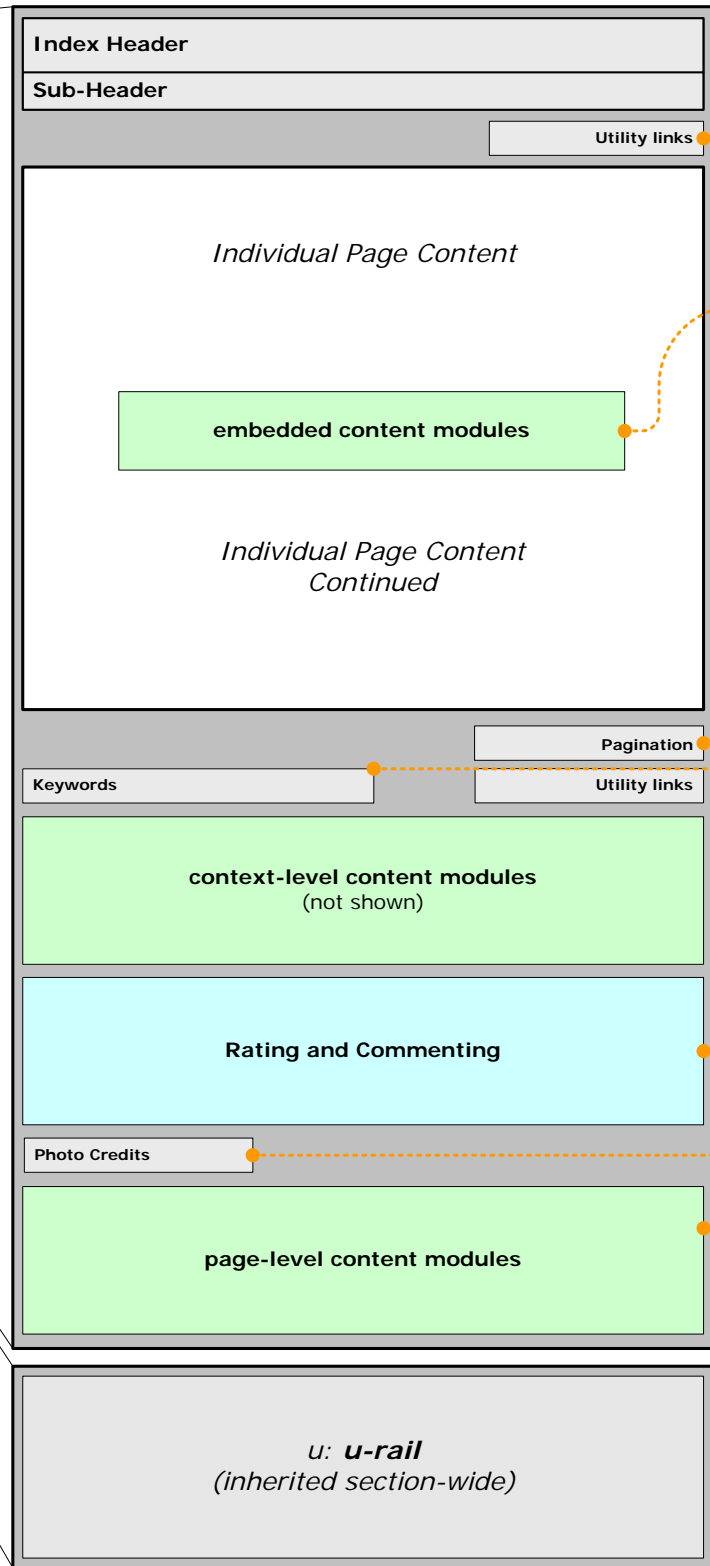 Index Header
Sub-Header
Utility links
Individual Page Content
embedded content modules
Individual Page Content
Continued
Pagination
Keywords
Utility links
context-level content modules
(not shown)
Rating and Commenting
Photo Credits
page-level content modules
u: u-rail
(inherited section-wide)